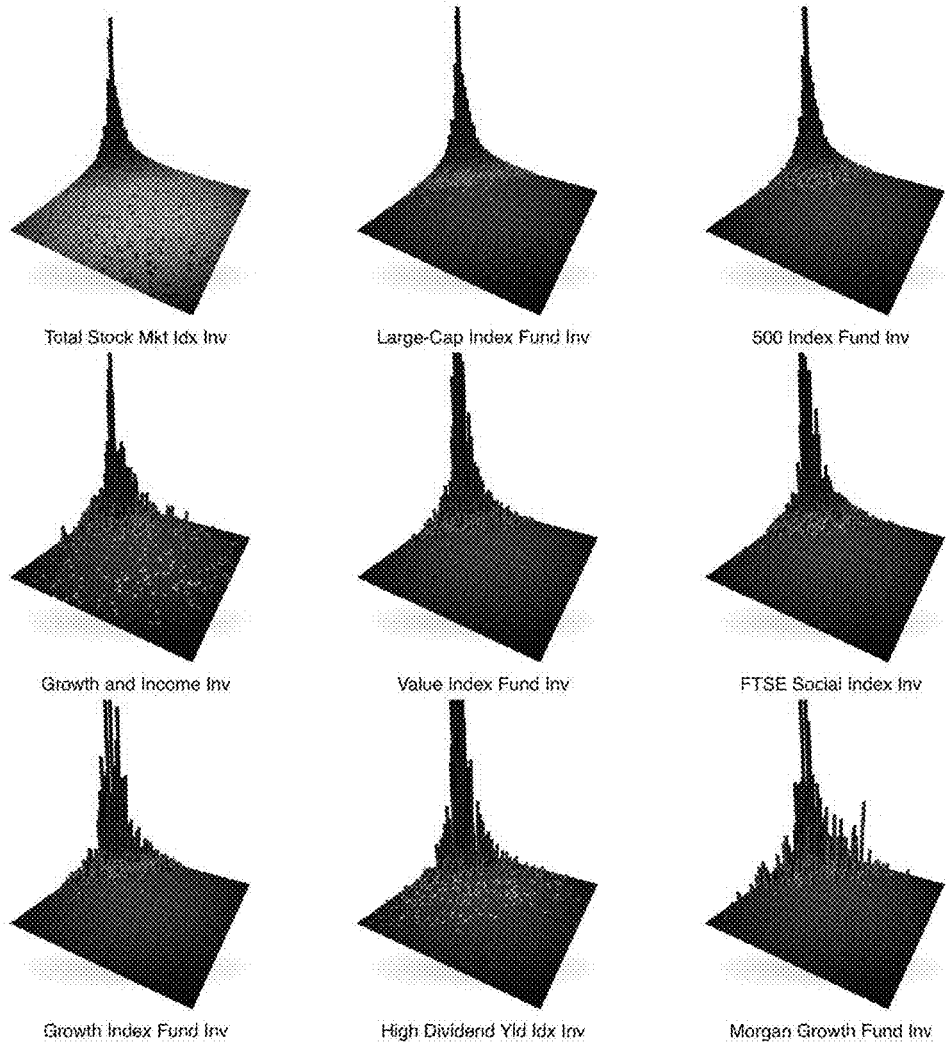 Total Stock Mkt Idx Inv
Large-Cap Index Fund Inv
500 Index Fund Inv
Growth and Income Inv
Value Index Fund Inv
FTSE Social Index Inv
Growth Index Fund Inv
High Dividend Yld Idx Inv
Morgan Growth Fund Inv